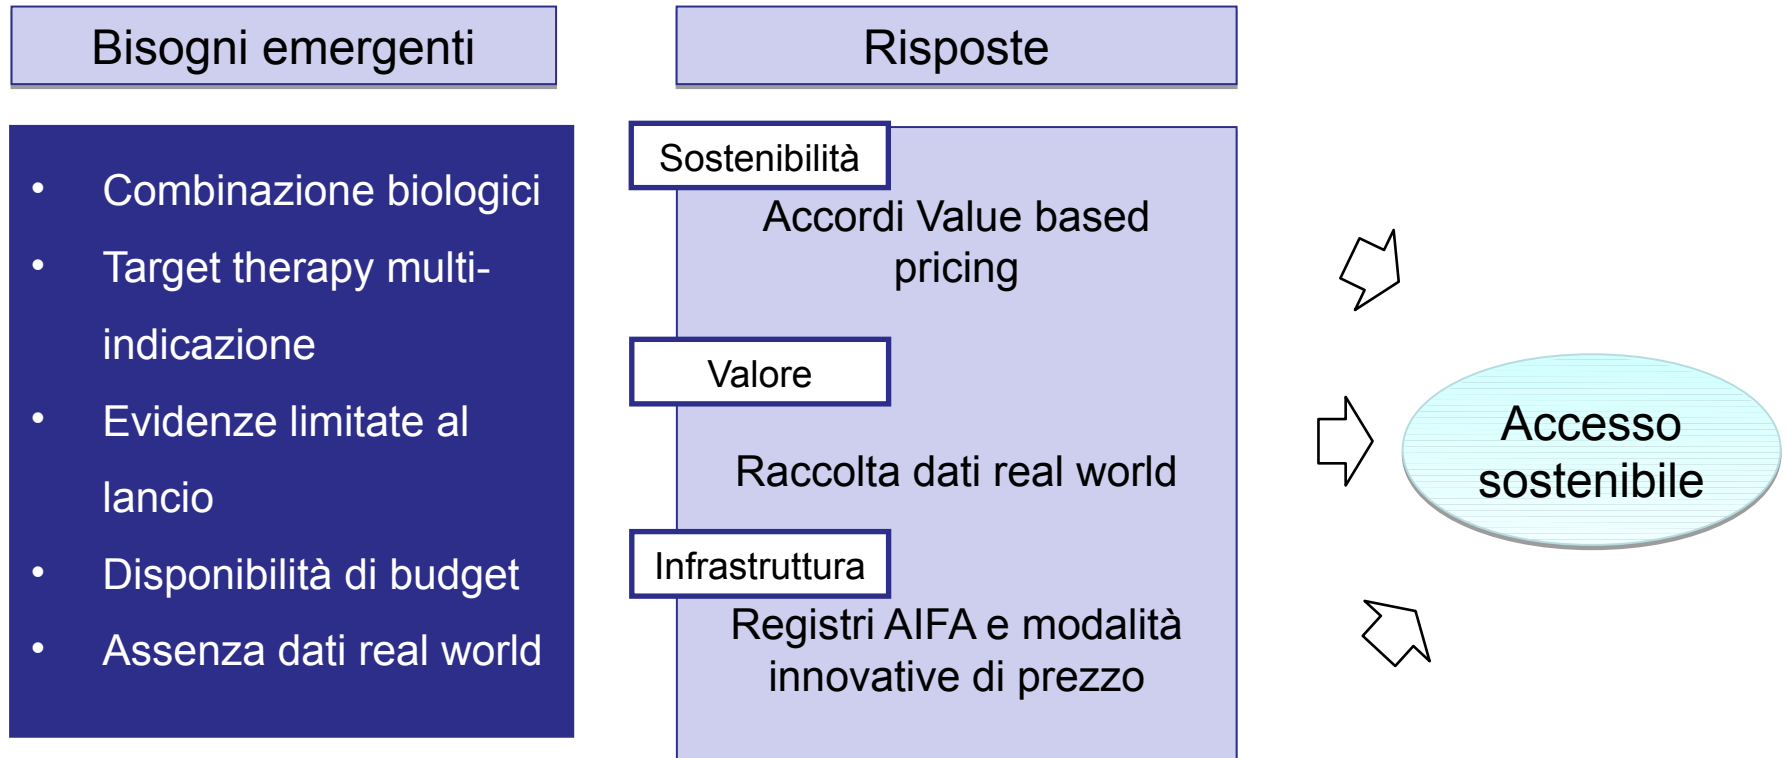 Bisogni emergenti
Risposte
• Combinazione biologici
• Target therapy multi-
indicazione
• Evidenze limitate al
lancio
• Disponibilità di budget
• Assenza dati real world
Sostenibilità
Accordi Value based
pricing
Valore
Raccolta dati real world
Infrastruttura
Registri AIFA e modalità
innovative di prezzo
Accesso
sostenibile